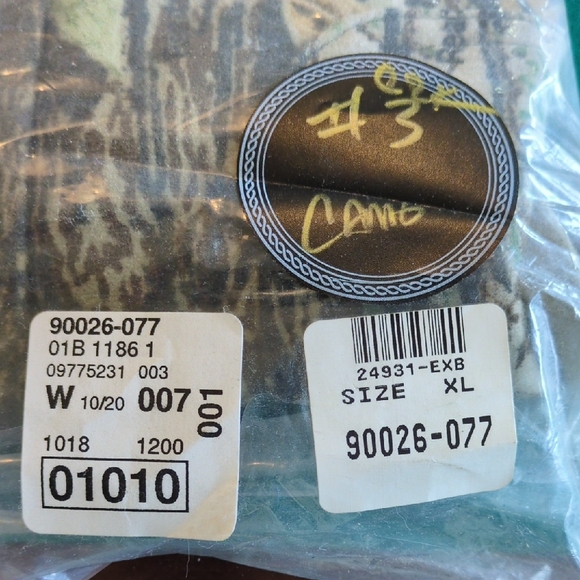 #3
CAMO
90026-077
01B 1186 1
09775231 003
W 10/20 007 001
1018 1200
01010
24931-EXB
SIZE XL
90026-077